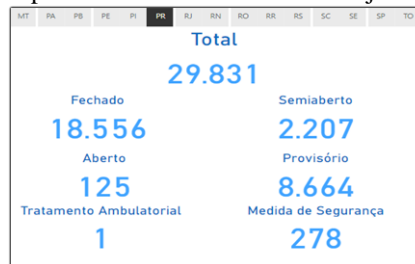 MT PA PB PE PI PR RJ RN RO RR RS SC SE SP TO
Total
29.831
Fechado Semiaberto
18.556 2.207
Aberto Provisório
125 8.664
Tratamento Ambulatorial Medida de Segurança
1 278